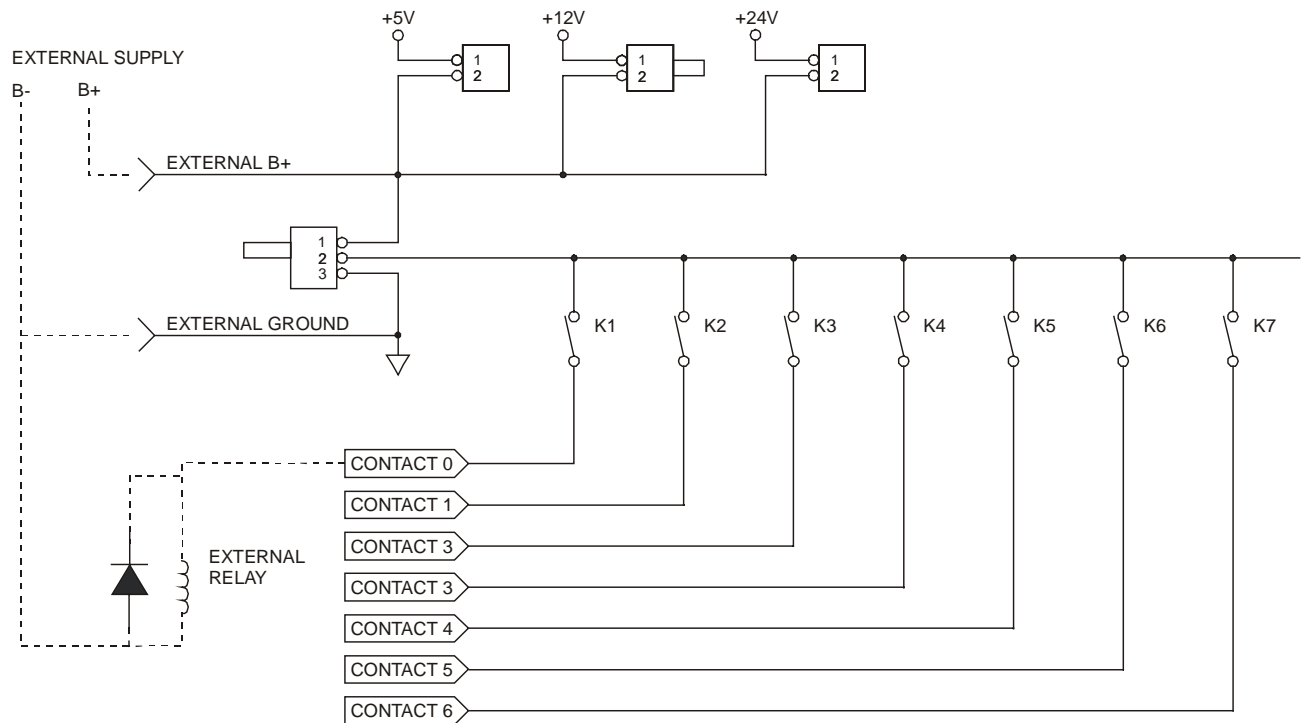 +5V
+12V
+24V
1
2
1
2
1
2
EXTERNAL SUPPLY
B-
B+
EXTERNAL B+
1
2
3
EXTERNAL GROUND
K1
K2
K3
K4
K5
K6
K7
CONTACT 0
CONTACT 1
CONTACT 3
CONTACT 3
CONTACT 4
CONTACT 5
CONTACT 6
EXTERNAL
RELAY